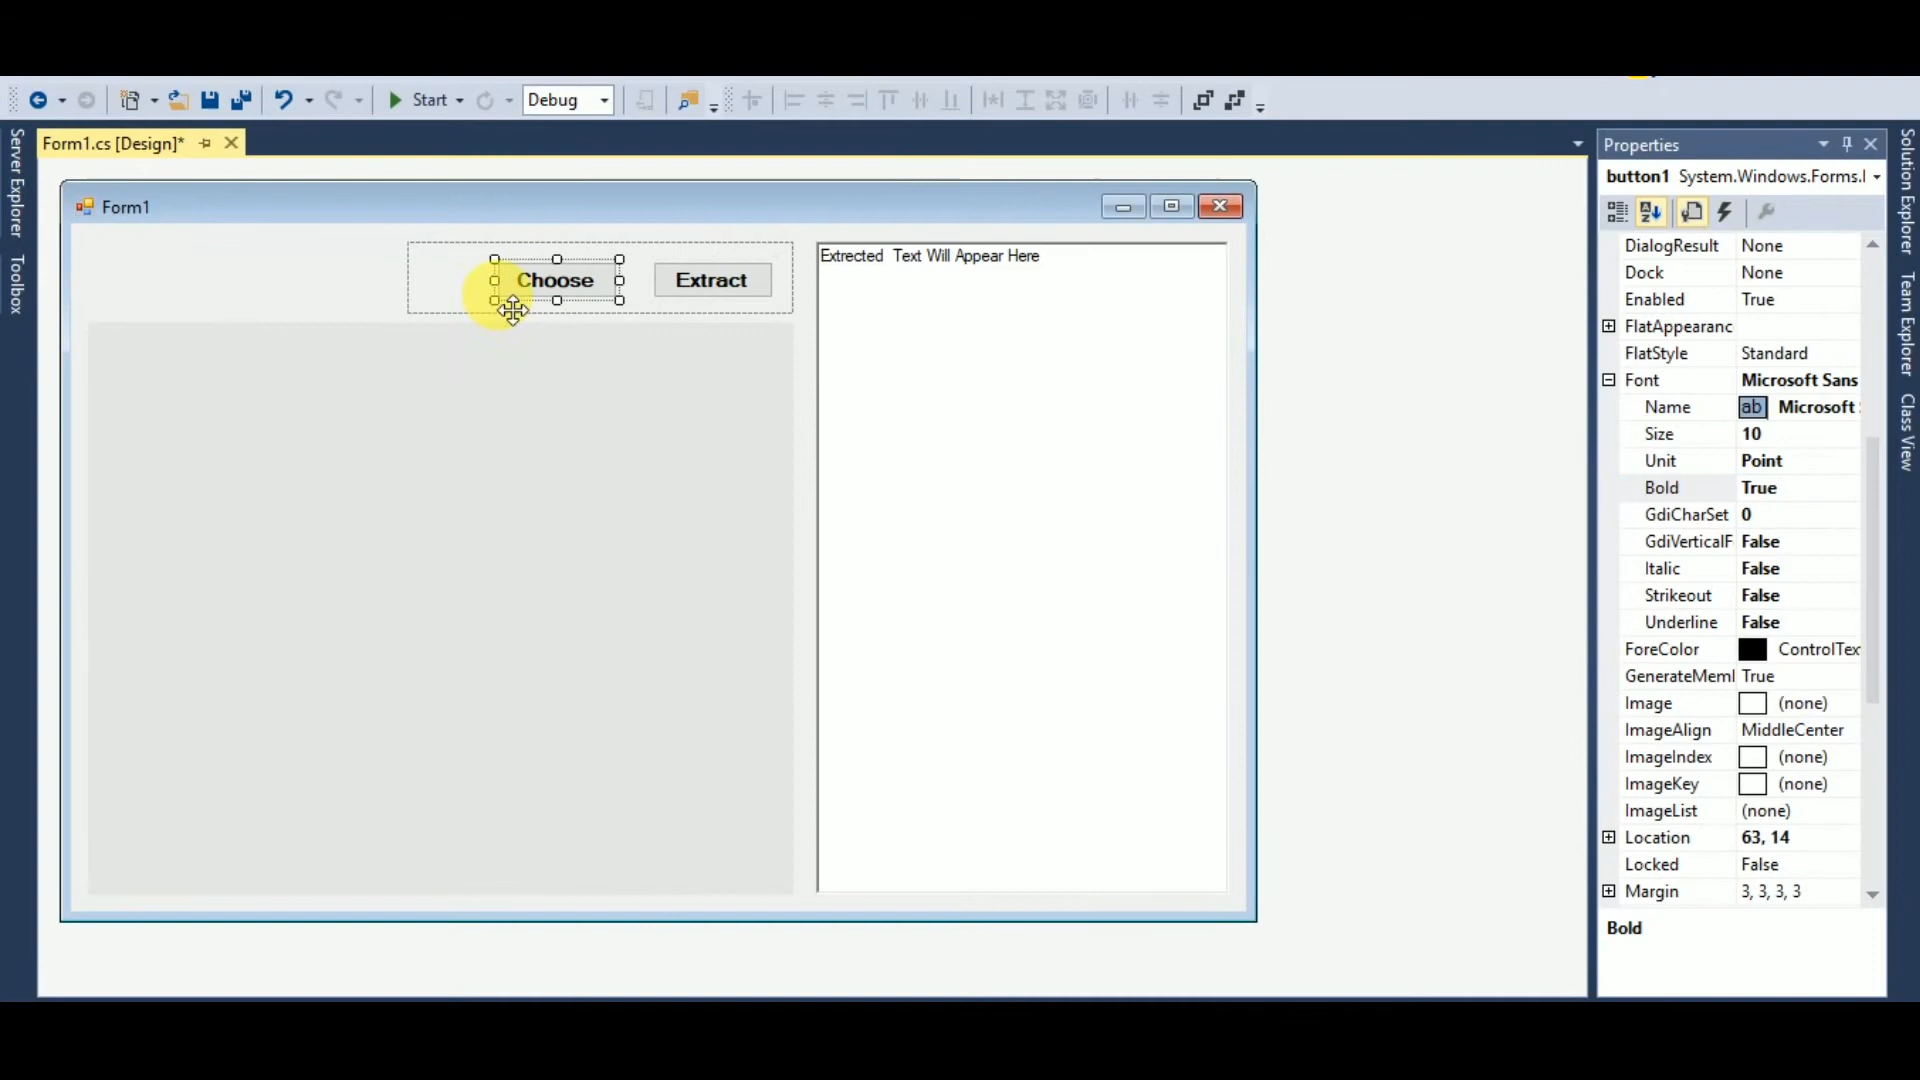 Start
Debug
Form1.cs [Design]*
Server Explorer
Toolbox
Form1
Choose
Extract
Extrected Text Will Appear Here
Properties
button1 System.Windows.Forms.I
DialogResult None
Dock None
Enabled True
FlatAppearanc
FlatStyle Standard
Font Microsoft Sans
Name ab Microsoft
Size 10
Unit Point
Bold True
GdiCharSet 0
GdiVerticalF False
Italic False
Strikeout False
Underline False
ForeColor ControlTex
GenerateMeml True
Image (none)
ImageAlign MiddleCenter
ImageIndex (none)
ImageKey (none)
ImageList (none)
Location 63, 14
Locked False
Margin 3, 3, 3, 3
Bold
Solution Explorer
Team Explorer
Class View